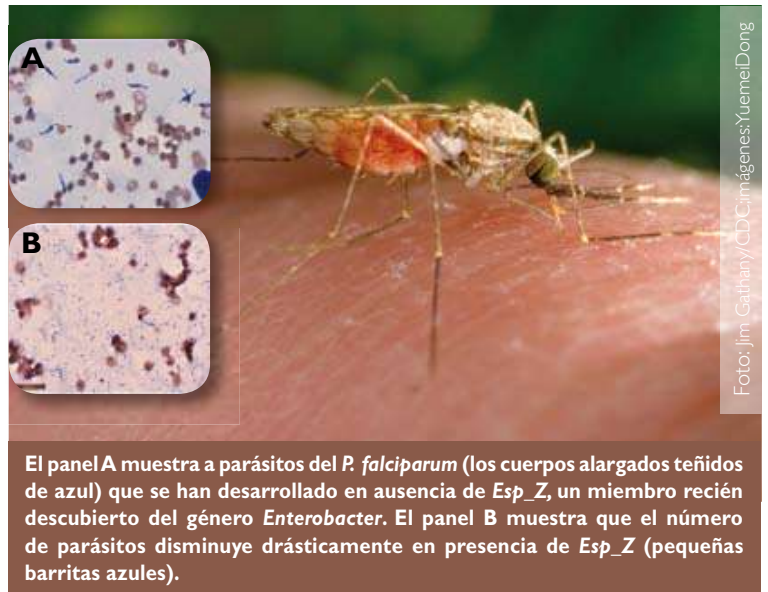 A
B
Foto: Jim Gathany/CDC;imágenes:YuemeiDong
El panel A muestra a parásitos del P. falciparum (los cuerpos alargados teñidos
de azul) que se han desarrollado en ausencia de Esp_Z, un miembro recién
descubierto del género Enterobacter. El panel B muestra que el número
de parásitos disminuye drásticamente en presencia de Esp_Z (pequeñas
barritas azules).